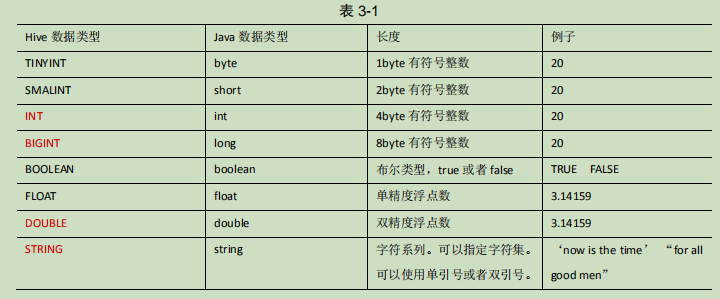 表 3-1
Hive 数据类型 Java 数据类型 长度 例子
TINYINT byte 1byte 有符号整数 20
SMALINT short 2byte 有符号整数 20
INT int 4byte 有符号整数 20
BIGINT long 8byte 有符号整数 20
BOOLEAN boolean 布尔类型，true 或者 false TRUE FALSE
FLOAT float 单精度浮点数 3.14159
DOUBLE double 双精度浮点数 3.14159
STRING string 字符系列。可以指定字符集。 ‘now is the time’ “for all
可以使用单引号或者双引号。 good men”